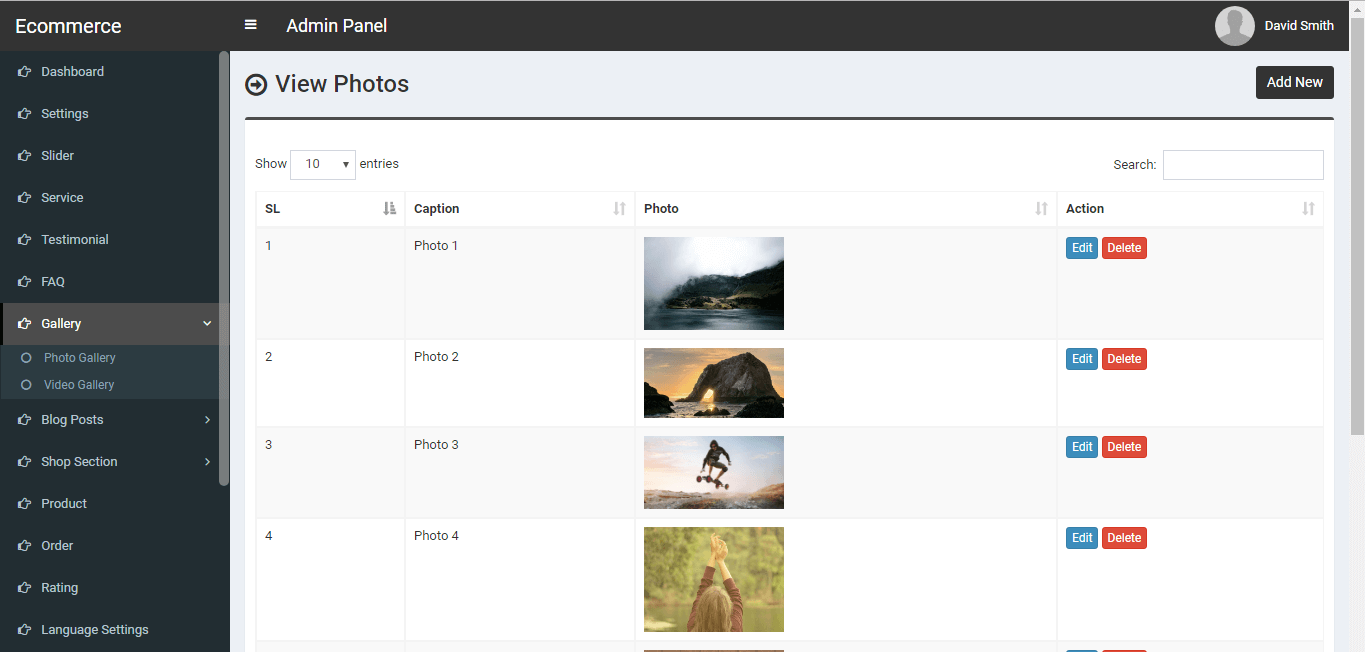 Ecommerce
Admin Panel
David Smith
Dashboard
Settings
Slider
Service
Testimonial
FAQ
Gallery
Photo Gallery
Video Gallery
Blog Posts
Shop Section
Product
Order
Rating
Language Settings
View Photos
Add New
Show 10 entries
Search:
SL Caption Photo Action
1 Photo 1 Edit Delete
2 Photo 2 Edit Delete
3 Photo 3 Edit Delete
4 Photo 4 Edit Delete